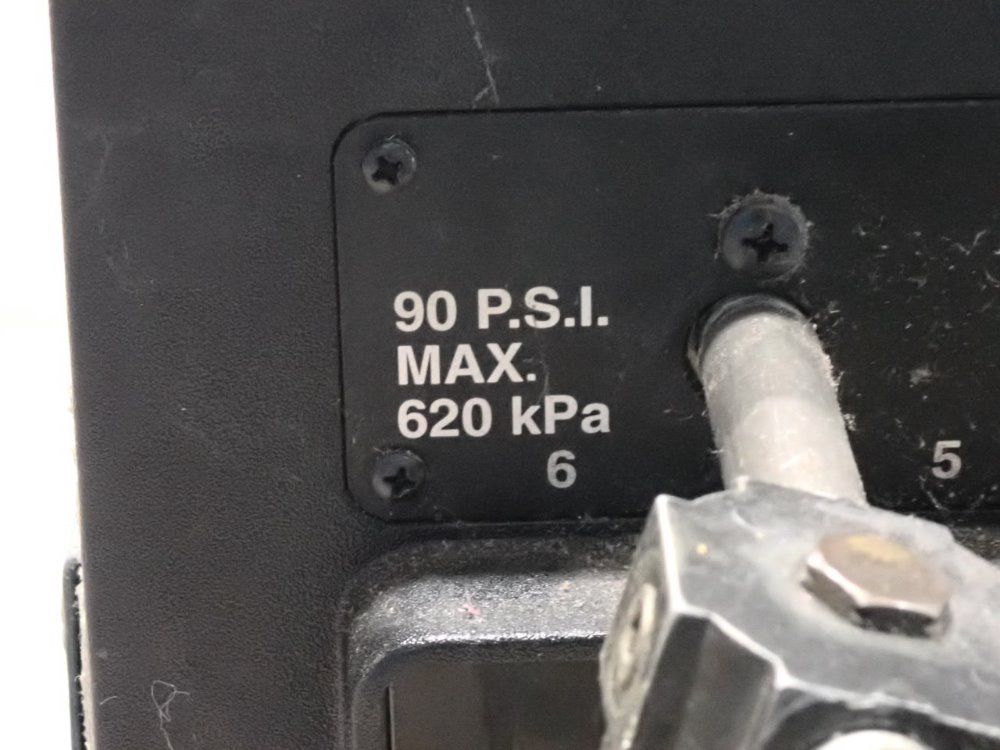 90 P.S.I.
MAX.
620 kPa
6 5